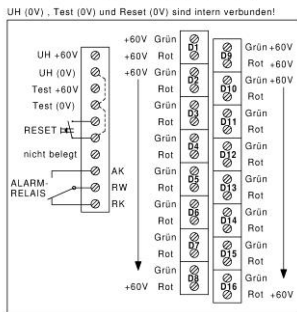 UH (0V) , Test (0V) und Reset (0V) sind intern verbunden!
UH +60V
UH (0V)
Test +60V
Test (0V)
RESET
nicht belegt
ALARM-
RELAIS
AK
RW
RK
+60V Grün
D1
+60V Rot
+60V Grün
D2
Rot
Grün
D3
Rot
Grün
D4
Rot
Grün
D5
Rot
Grün
D6
Rot
Grün
D7
Rot
Grün
D8
+60V Rot
Grün +60V
D9
Rot +60V
Grün +60V
D10
Rot
Grün
D11
Rot
Grün
D12
Rot
Grün
D13
Rot
Grün
D14
Rot
Grün
D15
Rot
Grün
D16
Rot +60V